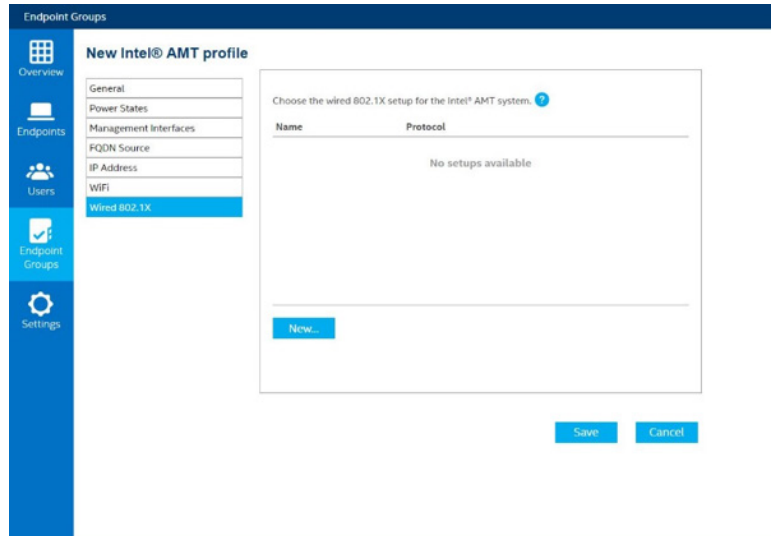 Endpoint Groups
Overview
Endpoints
Users
Endpoint
Groups
Settings
New Intel® AMT profile
General
Power States
Management Interfaces
FQDN Source
IP Address
WiFi
Wired 802.1X
Choose the wired 802.1X setup for the Intel® AMT system. ?
Name Protocol
No setups available
New...
Save Cancel